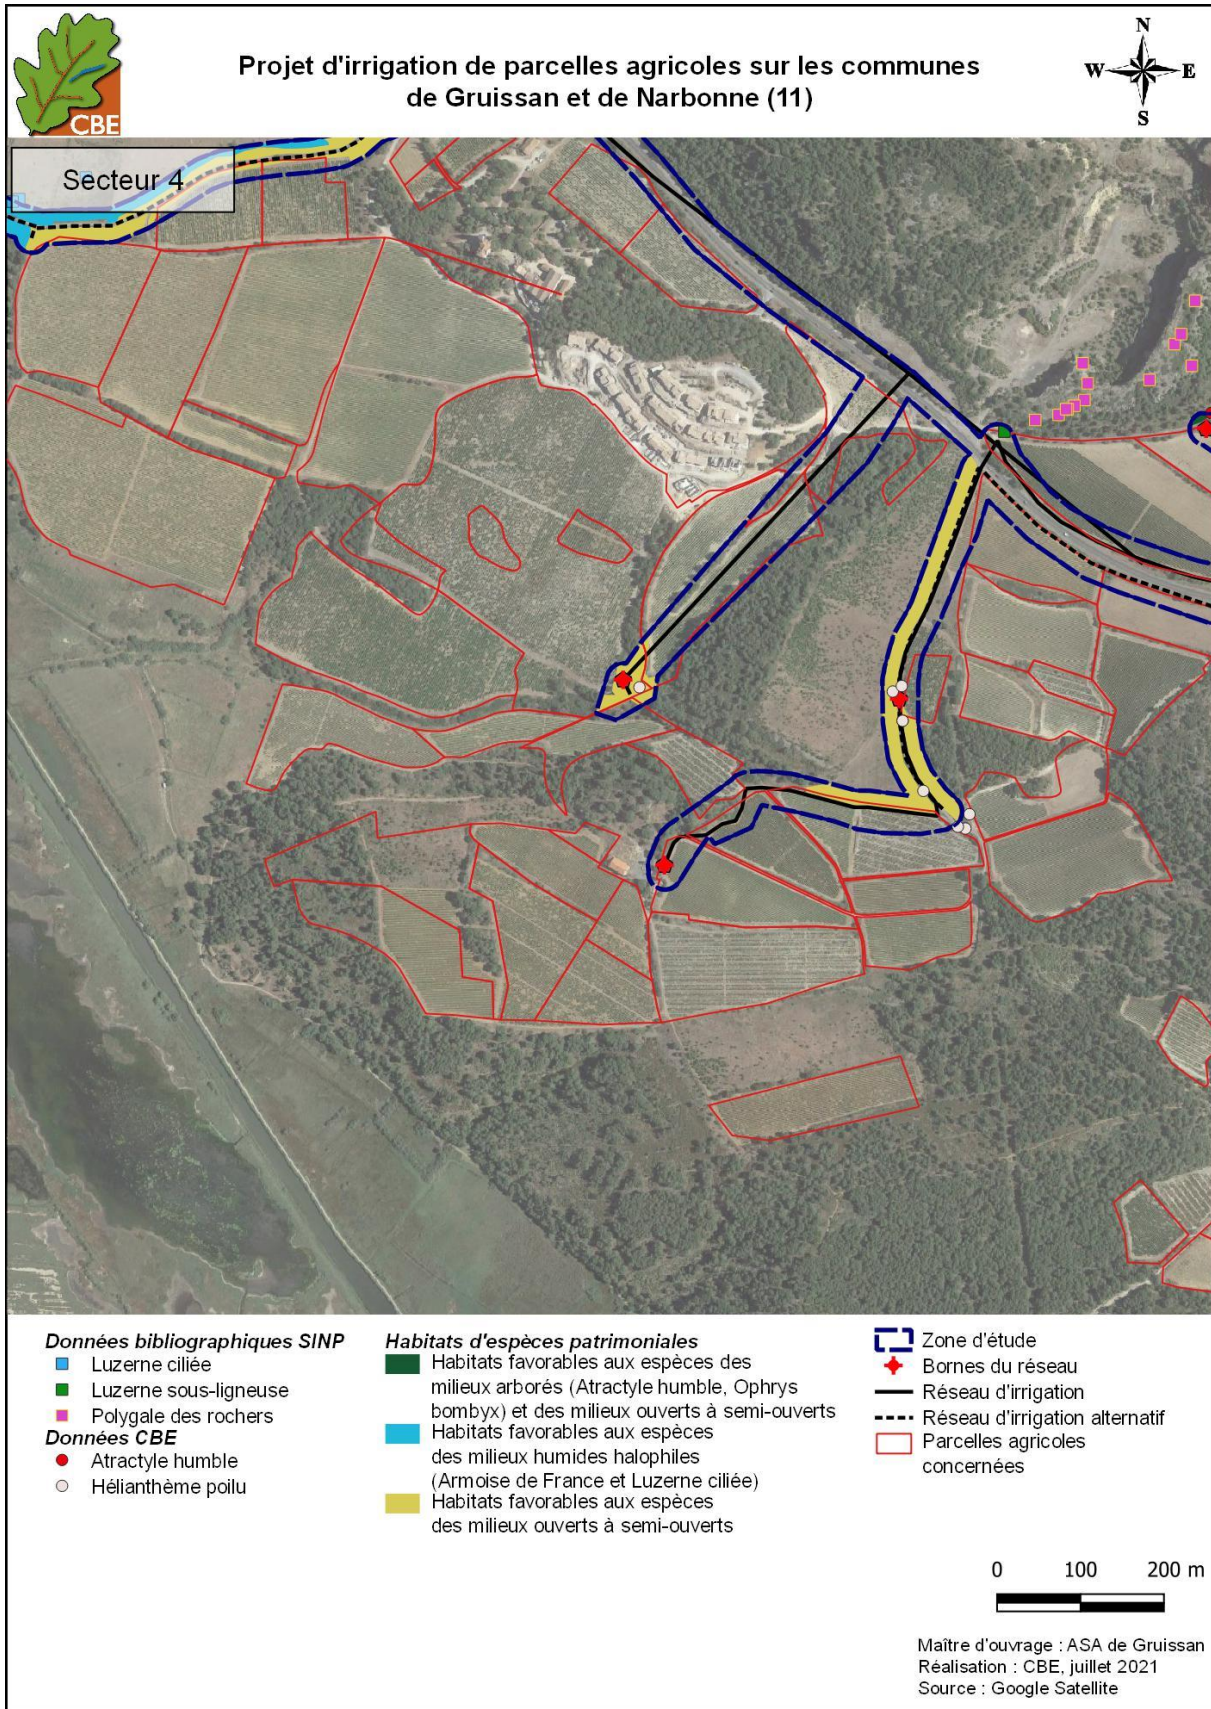 CBE
Projet d'irrigation de parcelles agricoles sur les communes
de Gruissan et de Narbonne (11)
N
W
E
S
Secteur 4
Données bibliographiques SINP
Luzerne ciliée
Luzerne sous-ligneuse
Polygale des rochers
Données CBE
Atractyle humble
Hélianthème poilu
Habitats d'espèces patrimoniales
Habitats favorables aux espèces des
milieux arborés (Atractyle humble, Ophrys
bombyx) et des milieux ouverts à semi-ouverts
Habitats favorables aux espèces
des milieux humides halophiles
(Armoise de France et Luzerne ciliée)
Habitats favorables aux espèces
des milieux ouverts à semi-ouverts
Zone d'étude
Bornes du réseau
Réseau d'irrigation
Réseau d'irrigation alternatif
Parcelles agricoles
concernées
0 100 200 m
Maître d'ouvrage : ASA de Gruissan
Réalisation : CBE, juillet 2021
Source : Google Satellite